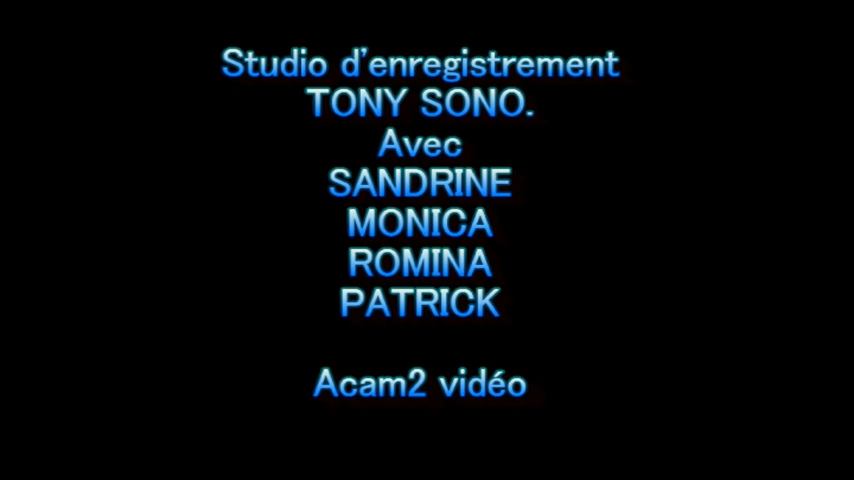 Studio d'enregistrement
TONY SONO.
Avec
SANDRINE
MONICA
ROMINA
PATRICK
Acam2 vidéo